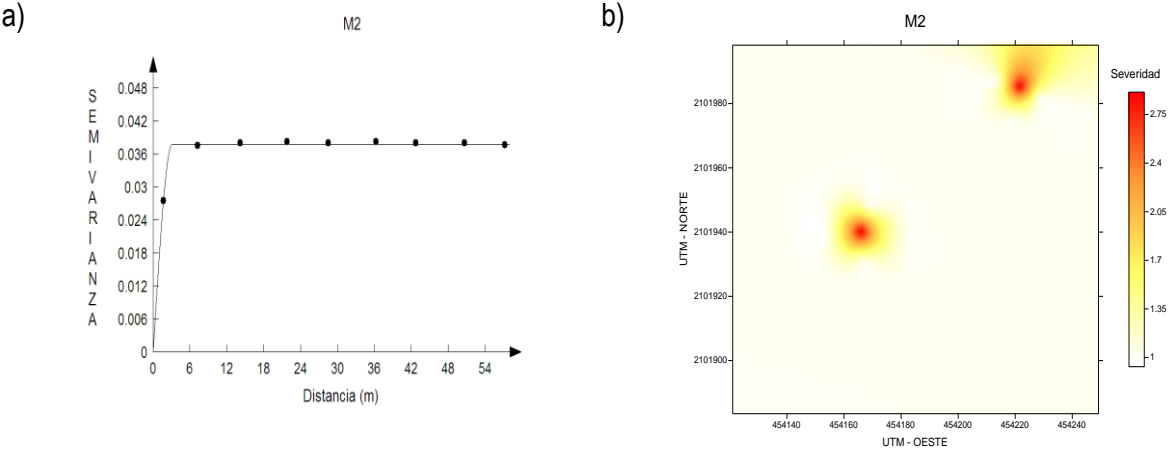 a)
M2
SEMIVARIANZA
0.048
0.042
0.036
0.03
0.024
0.018
0.012
0.006
0
0 6 12 18 24 30 36 42 48 54
Distancia (m)
b)
M2
UTM - NORTE
2101980
2101960
2101940
2101920
2101900
454140 454160 454180 454200 454220 454240
UTM - OESTE
Severidad
2.75
2.4
2.05
1.7
1.35
1